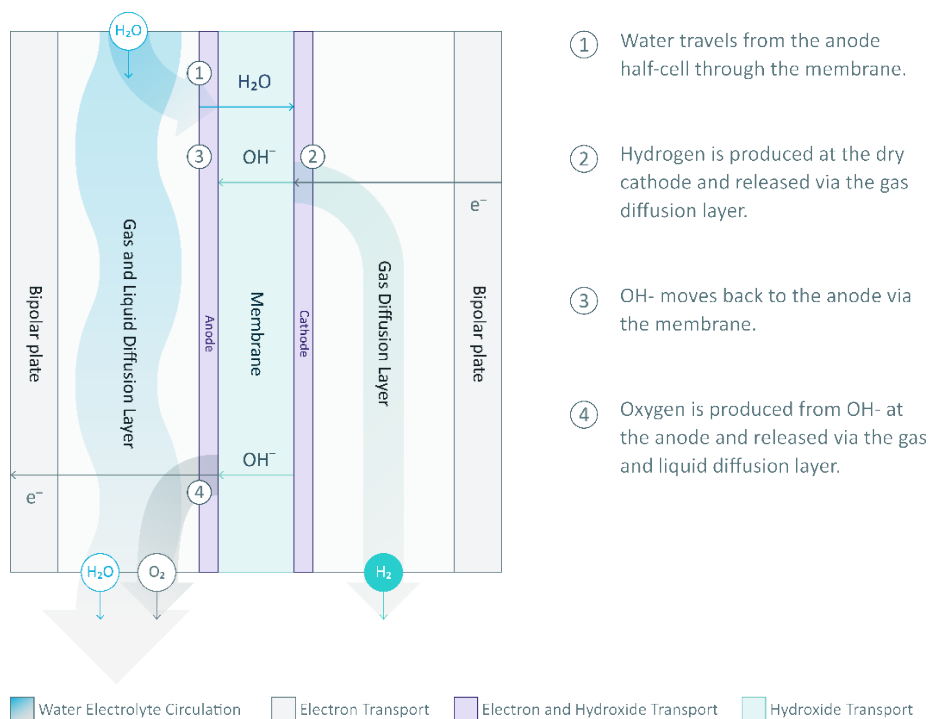 H₂O
1
H₂O
3
OH⁻
2
e⁻
Bipolar plate
Gas and Liquid Diffusion Layer
Anode
Membrane
Cathode
Gas Diffusion Layer
Bipolar plate
OH⁻
4
e⁻
H₂O
O₂
H₂
1
Water travels from the anode
half-cell through the membrane.
2
Hydrogen is produced at the dry
cathode and released via the gas
diffusion layer.
3
OH- moves back to the anode via
the membrane.
4
Oxygen is produced from OH- at
the anode and released via the gas
and liquid diffusion layer.
Water Electrolyte Circulation
Electron Transport
Electron and Hydroxide Transport
Hydroxide Transport